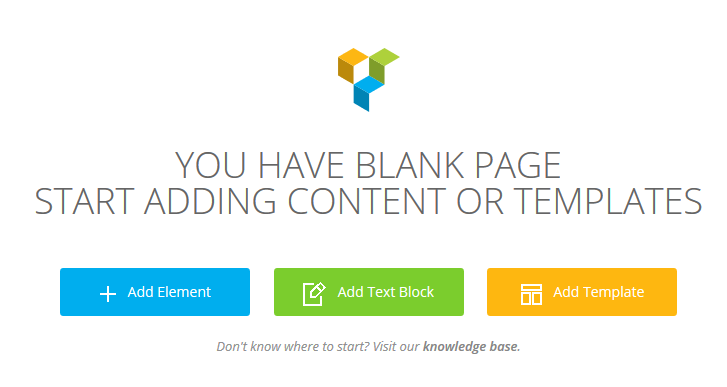 YOU HAVE BLANK PAGE
START ADDING CONTENT OR TEMPLATES
Add Element
Add Text Block
Add Template
Don't know where to start? Visit our knowledge base.